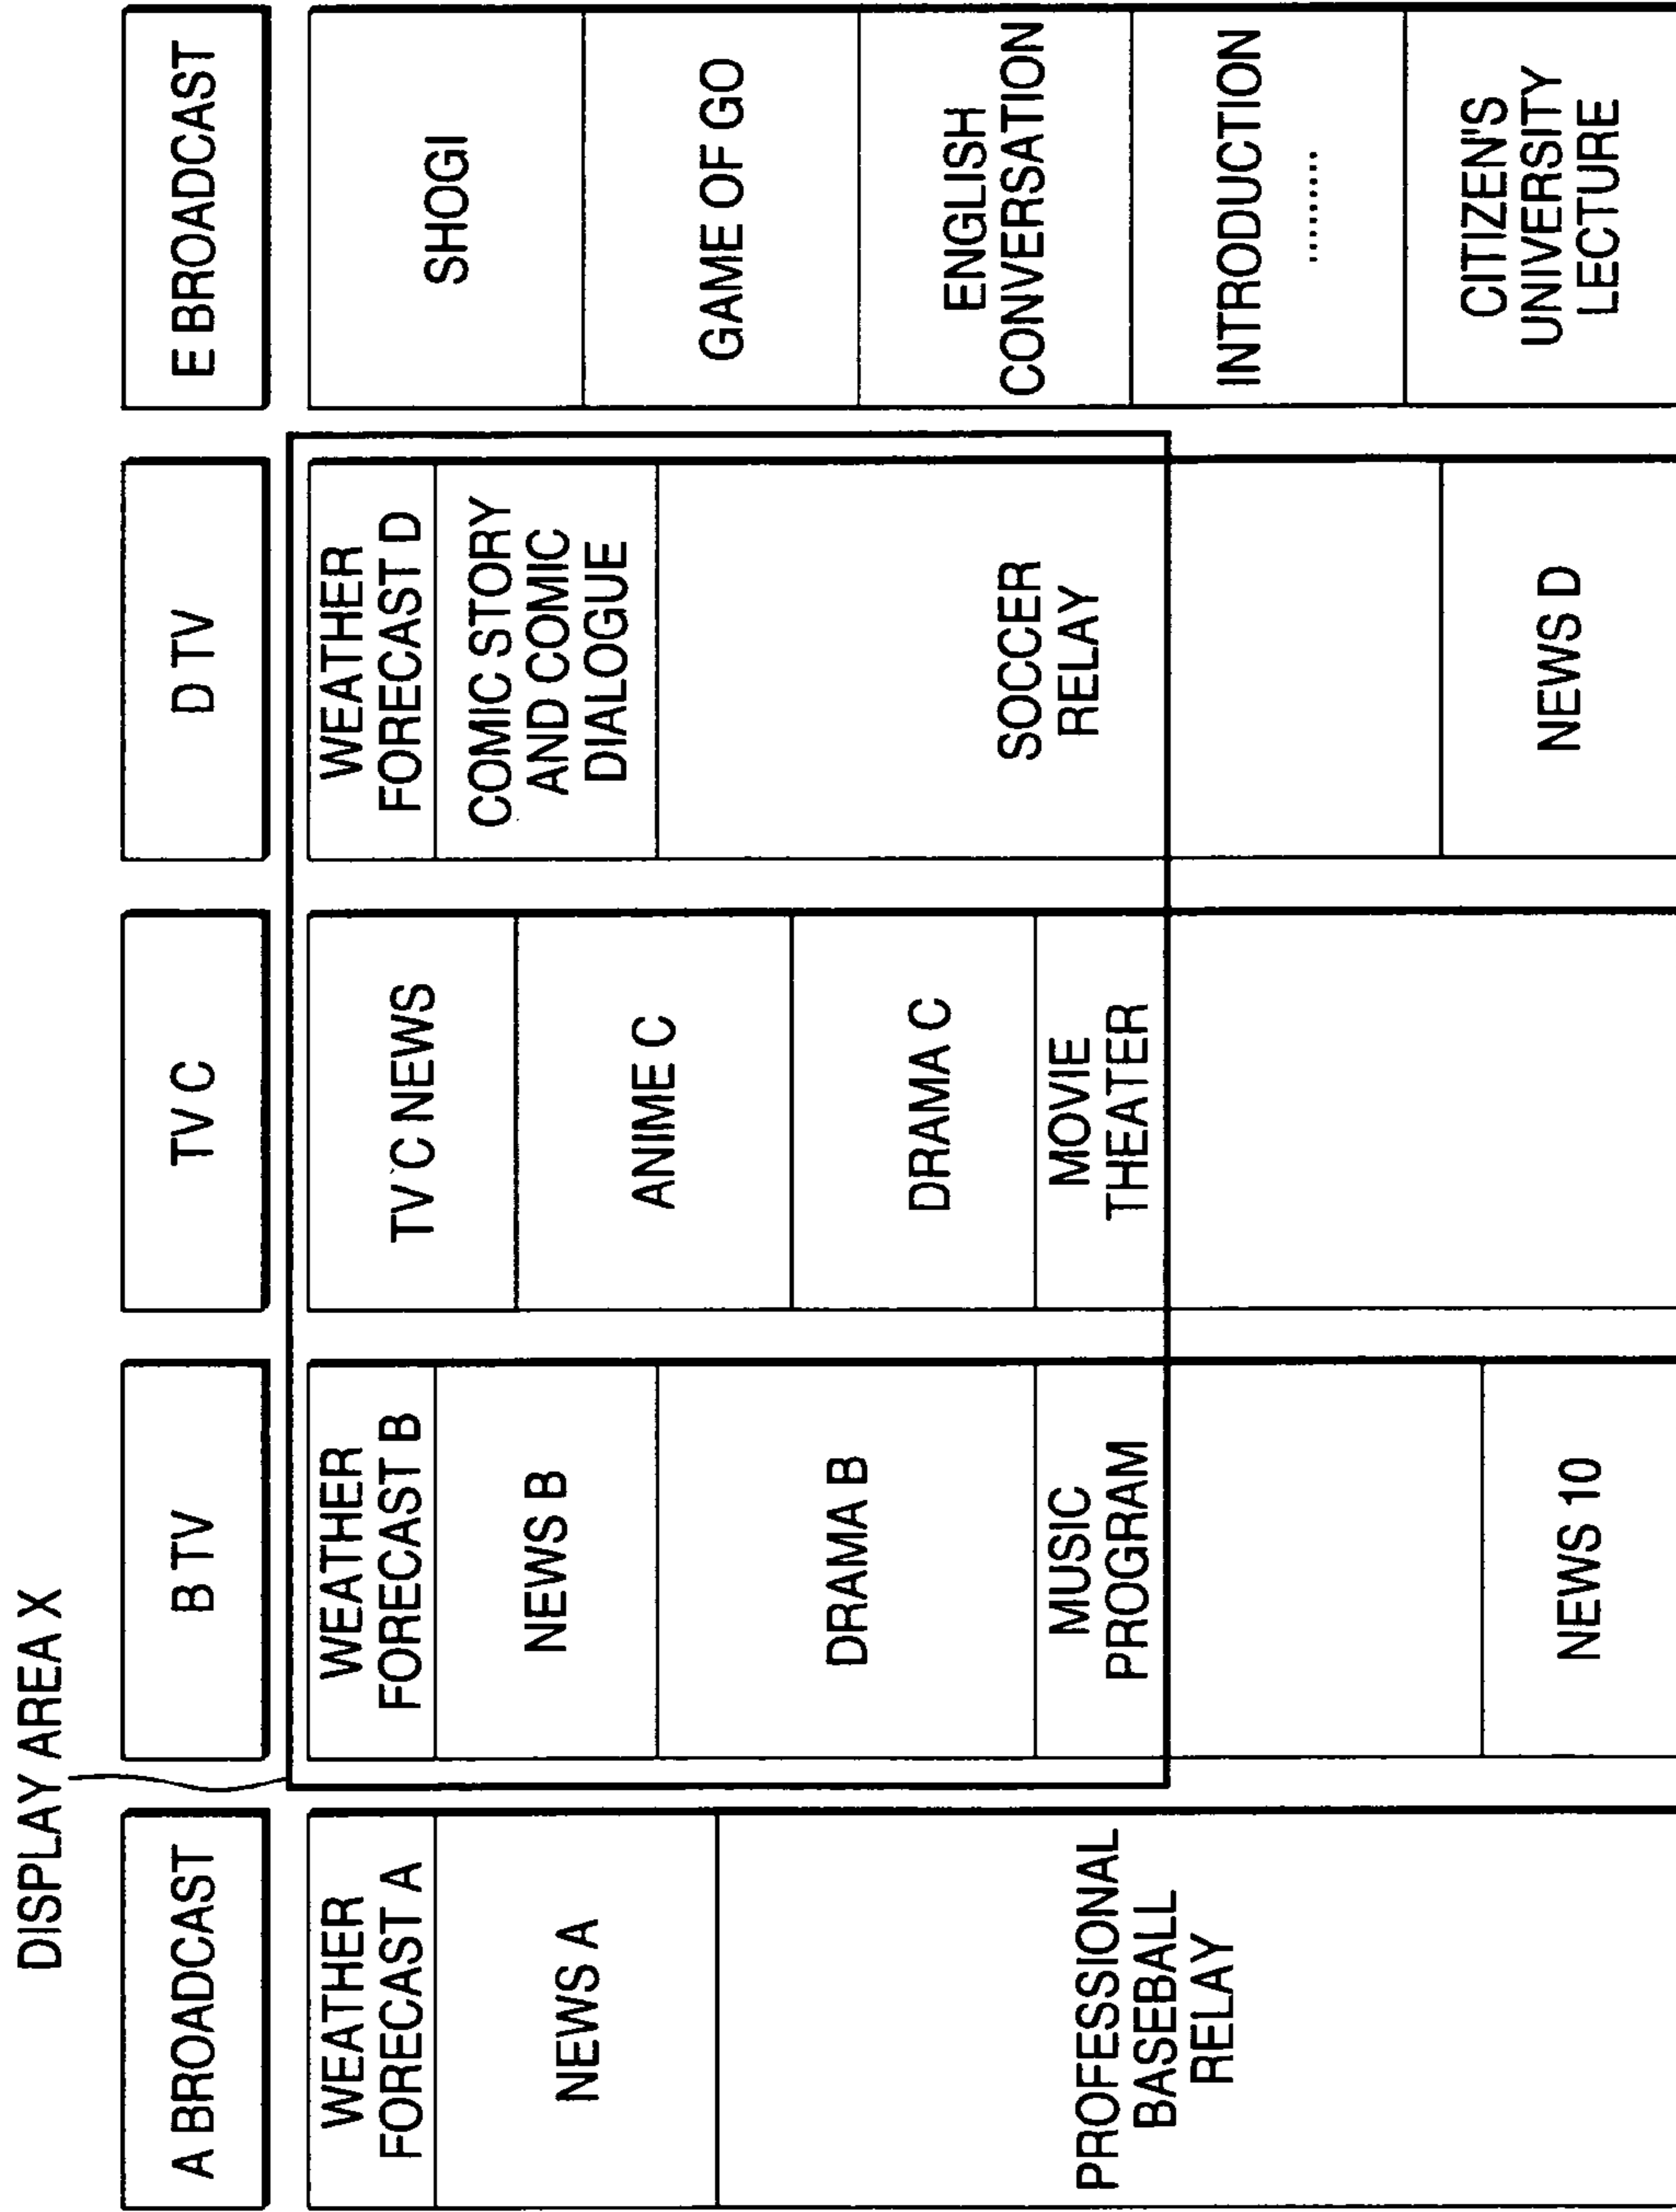 DISPLAY AREA X
A BROADCAST
B TV
TV C
D TV
E BROADCAST
WEATHER
FORECAST A
NEWS A
PROFESSIONAL
BASEBALL
RELAY
WEATHER
FORECAST B
NEWS B
DRAMA B
MUSIC
PROGRAM
NEWS 10
TV C NEWS
ANIME C
DRAMA C
MOVIE
THEATER
WEATHER
FORECAST D
COMIC STORY
AND COMIC
DIALOGUE
SOCCER
RELAY
NEWS D
SHOGI
GAME OF GO
ENGLISH
CONVERSATION
INTRODUCTION
.........
CITIZEN'S
UNIVERSITY
LECTURE